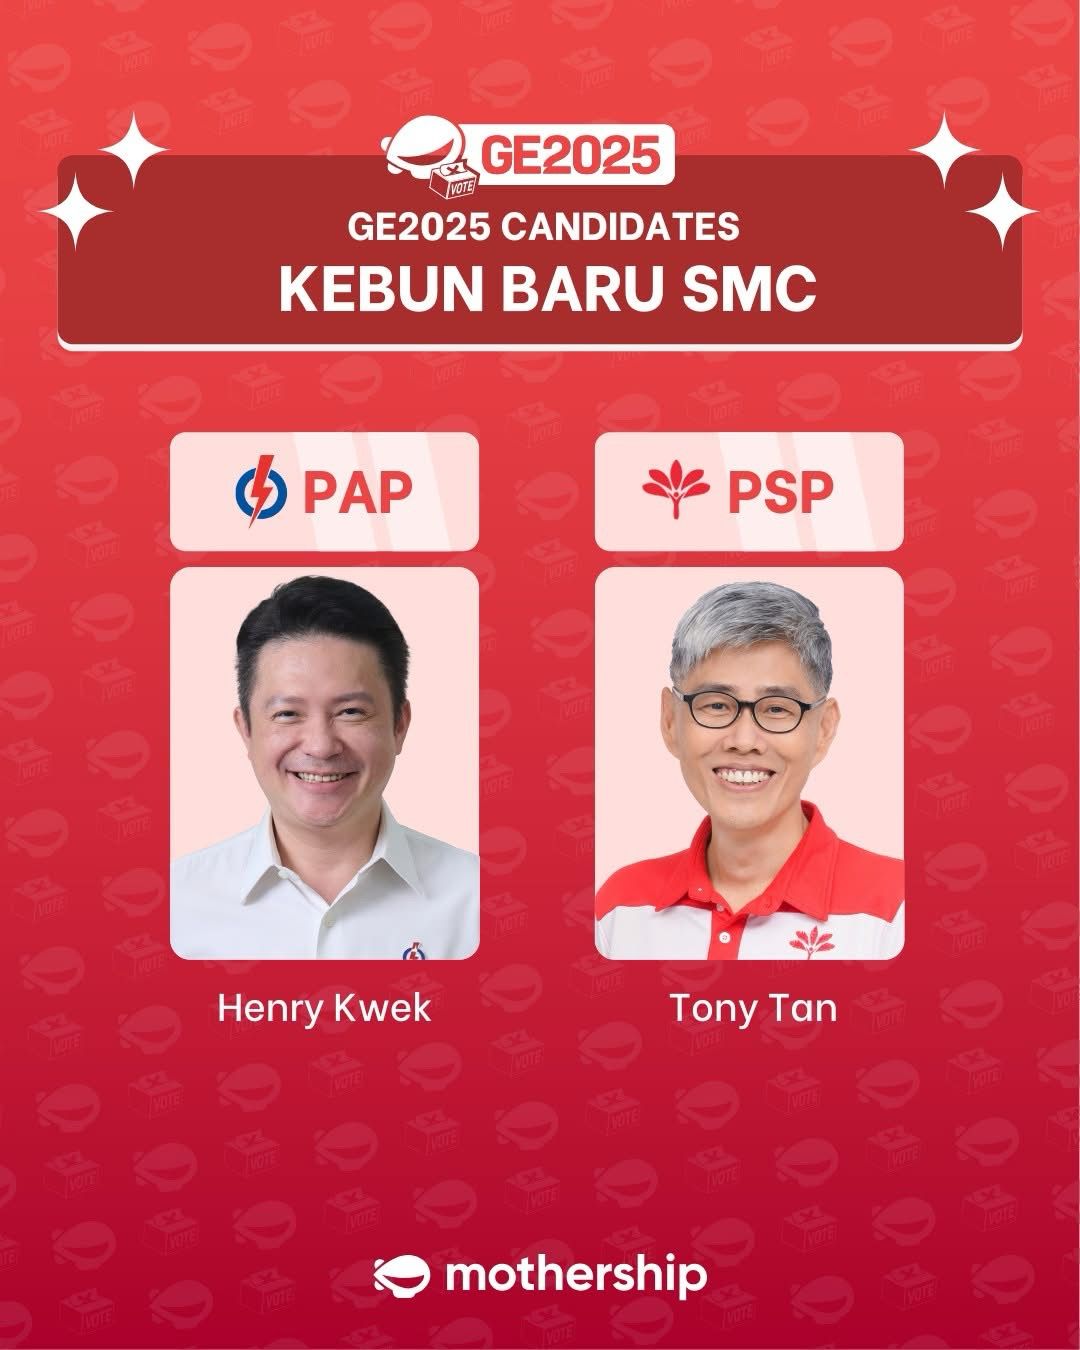 GE2025
VOTE
GE2025 CANDIDATES
KEBUN BARU SMC
PAP
PSP
Henry Kwek
Tony Tan
mothership